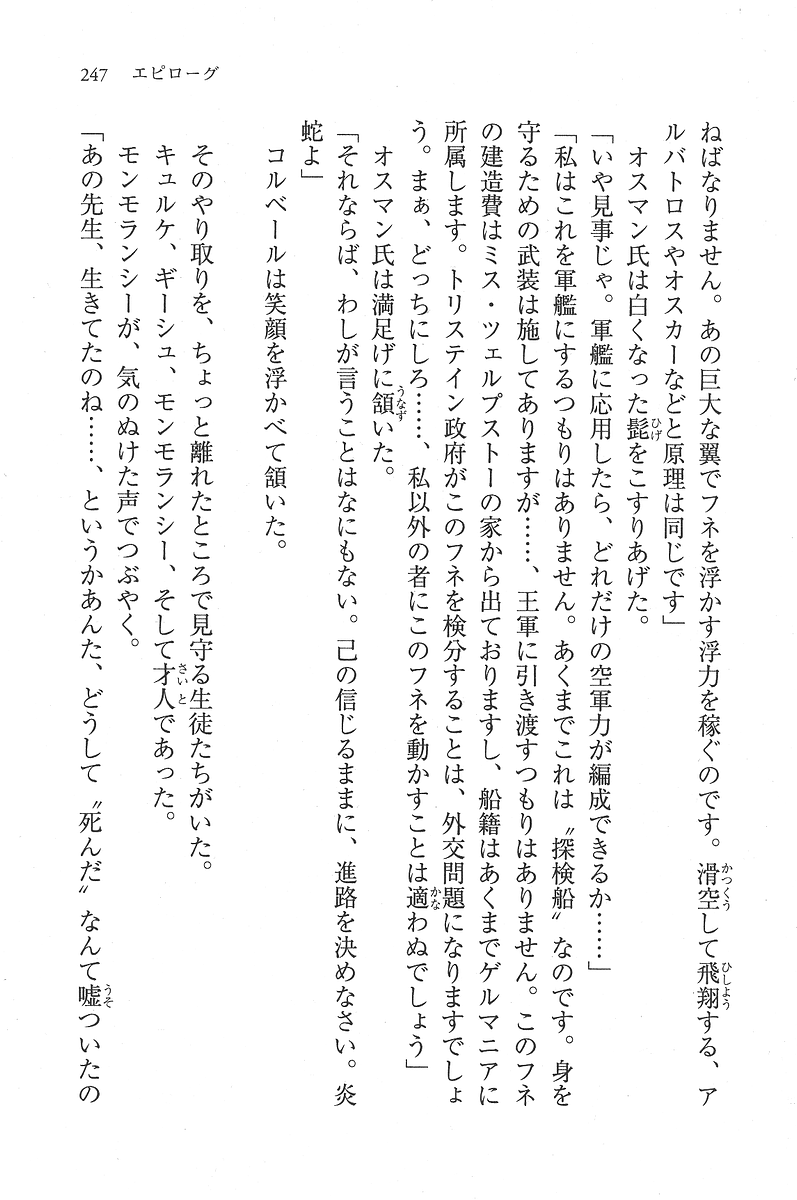 247 エピローグ
ねばなりません。あの巨大な翼でフネを浮かす浮力を稼ぐのです。滑空して飛翔する、ア
ルバトロスやオスカーなどと原理は同じです」
オスマン氏は白くなった髭をこすりあげた。
「いや見事じゃ。軍艦に応用したら、どれだけの空軍力が編成できるか……」
「私はこれを軍艦にするつもりはありません。あくまでこれは〝探検船〟なのです。身を
守るための武装は施してありますが……、王軍に引き渡すつもりはありません。このフネ
の建造費はミス・ツェルプストーの家から出ておりますし、船籍はあくまでゲルマニアに
所属します。トリステイン政府がこのフネを検分することは、外交問題になりますでしょ
う。まぁ、どっちにしろ……、私以外の者にこのフネを動かすことは適わぬでしょう」
オスマン氏は満足げに頷いた。
「それならば、わしが言うことはなにもない。己の信じるままに、進路を決めなさい。炎
蛇よ」
コルベールは笑顔を浮かべて頷いた。
そのやり取りを、ちょっと離れたところで見守る生徒たちがいた。
キュルケ、ギーシュ、モンモランシー、そして才人であった。
モンモランシーが、気のぬけた声でつぶやく。
「あの先生、生きてたのね……、というかあんた、どうして〝死んだ〟なんて嘘ついたの